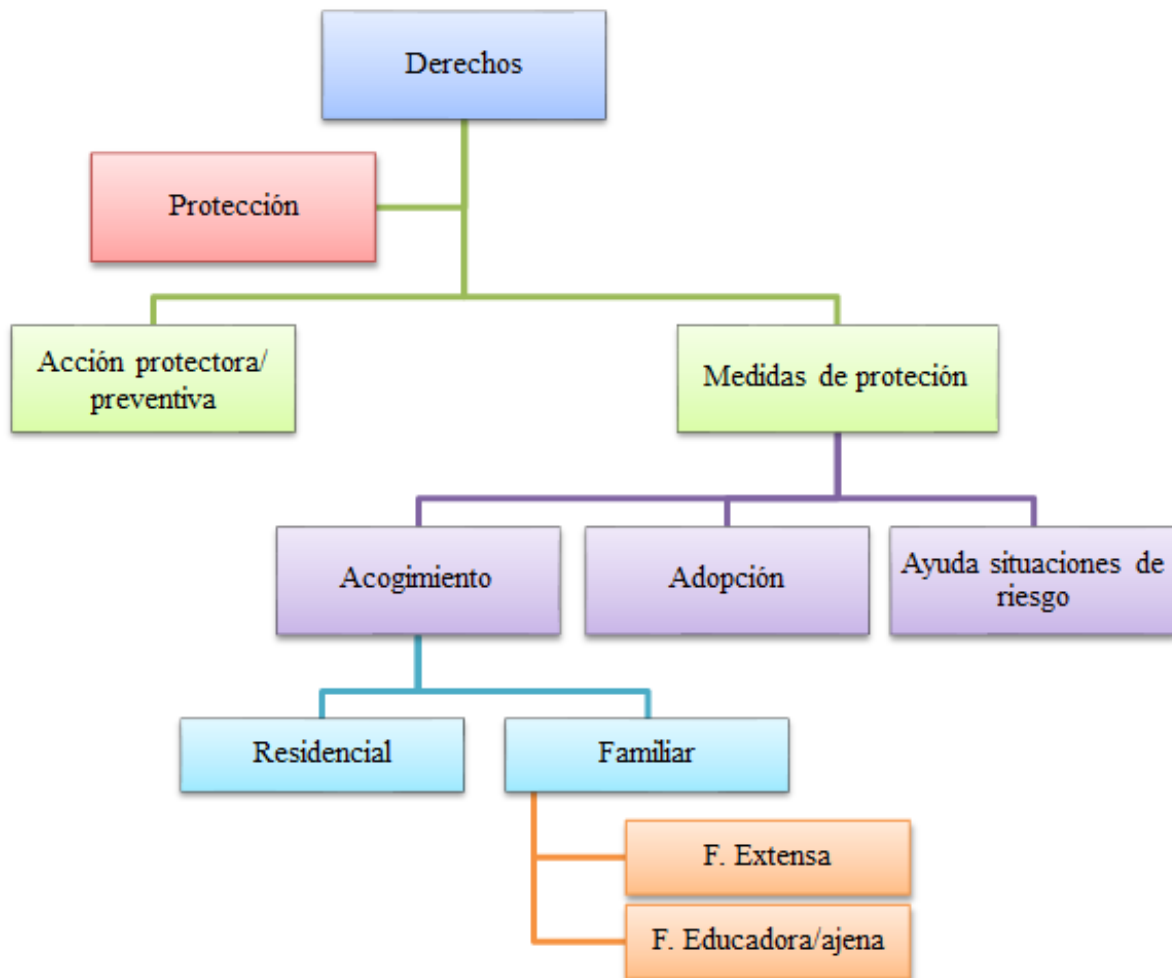 Derechos
Protección
Acción protectora/
preventiva
Medidas de proteción
Acogimiento
Adopción
Ayuda situaciones de
riesgo
Residencial
Familiar
F. Extensa
F. Educadora/ajena